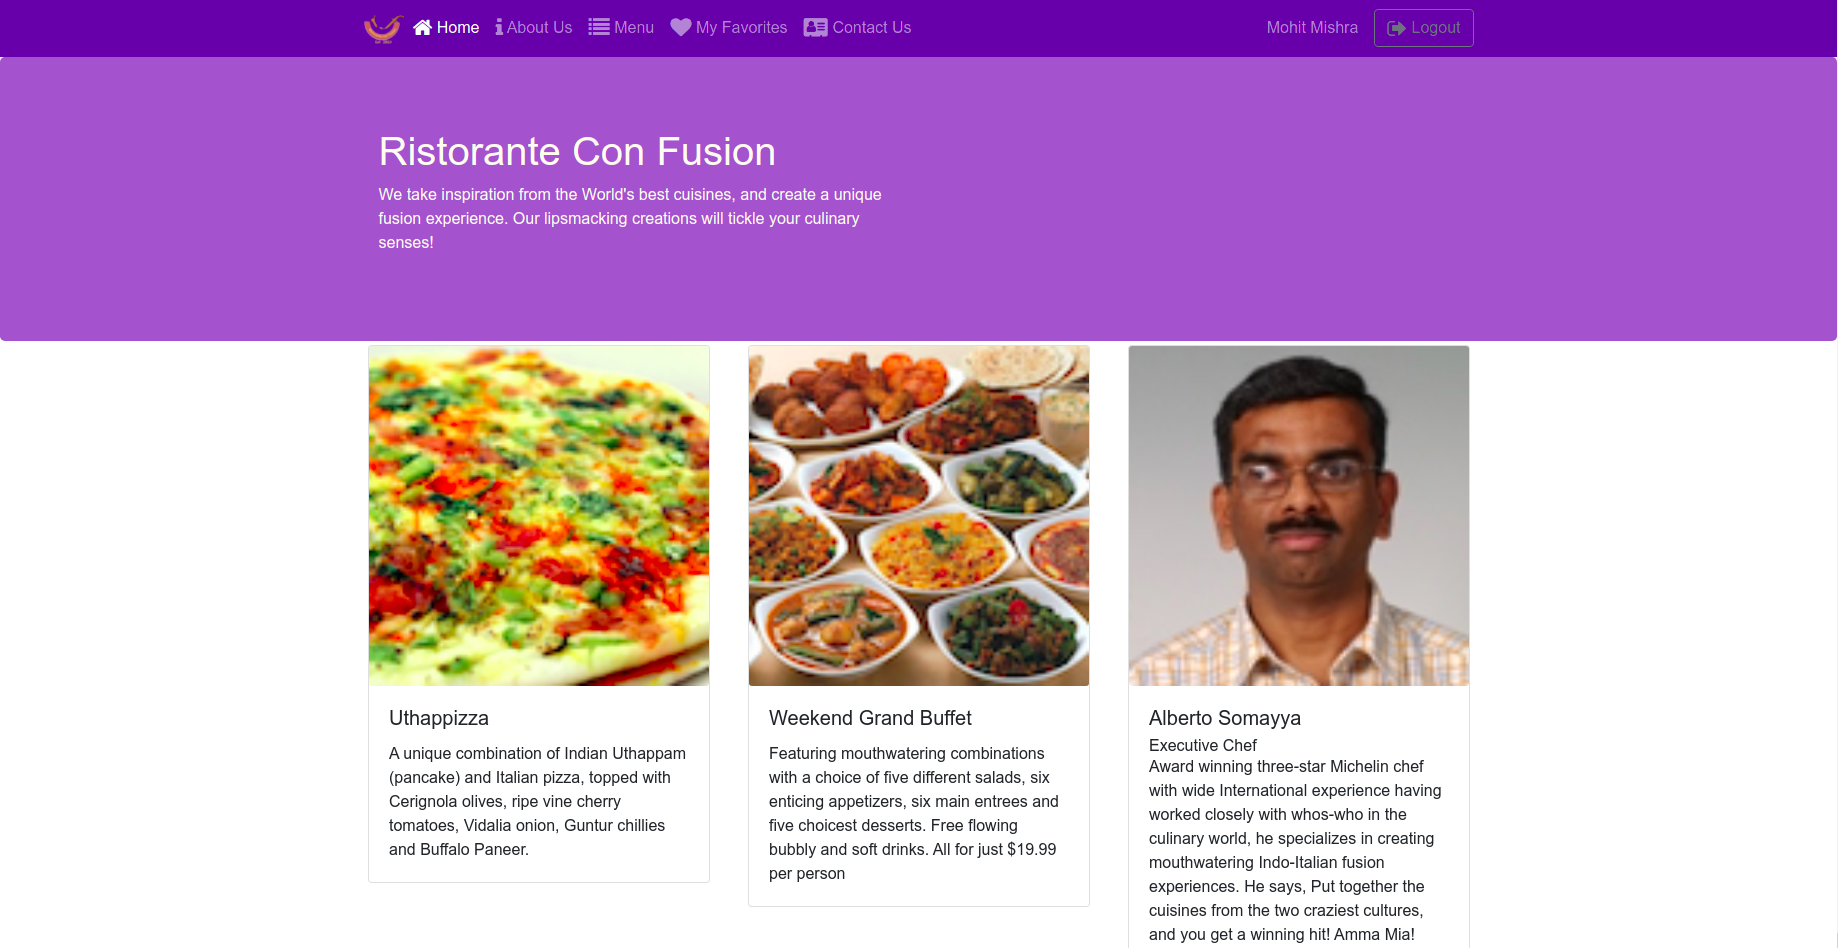 Home About Us Menu My Favorites Contact Us Mohit Mishra Logout
Ristorante Con Fusion
We take inspiration from the World's best cuisines, and create a unique
fusion experience. Our lipsmacking creations will tickle your culinary
senses!
Uthappizza
A unique combination of Indian Uthappam
(pancake) and Italian pizza, topped with
Cerignola olives, ripe vine cherry
tomatoes, Vidalia onion, Guntur chillies
and Buffalo Paneer.
Weekend Grand Buffet
Featuring mouthwatering combinations
with a choice of five different salads, six
enticing appetizers, six main entrees and
five choicest desserts. Free flowing
bubbly and soft drinks. All for just $19.99
per person
Alberto Somayya
Executive Chef
Award winning three-star Michelin chef
with wide International experience having
worked closely with whos-who in the
culinary world, he specializes in creating
mouthwatering Indo-Italian fusion
experiences. He says, Put together the
cuisines from the two craziest cultures,
and you get a winning hit! Amma Mia!